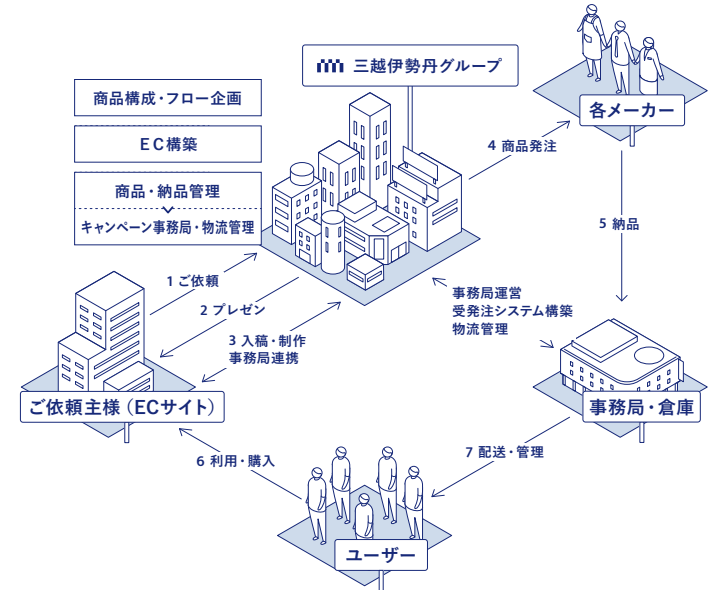 三越伊勢丹グループ
商品構成・フロー企画
EC構築
商品・納品管理
キャンペーン事務局・物流管理
各メーカー
4 商品発注
5 納品
1 ご依頼
2 プレゼン
3 入稿・制作
事務局連携
事務局運営
受発注システム構築
物流管理
ご依頼主様（ECサイト）
事務局・倉庫
6 利用・購入
7 配送・管理
ユーザー